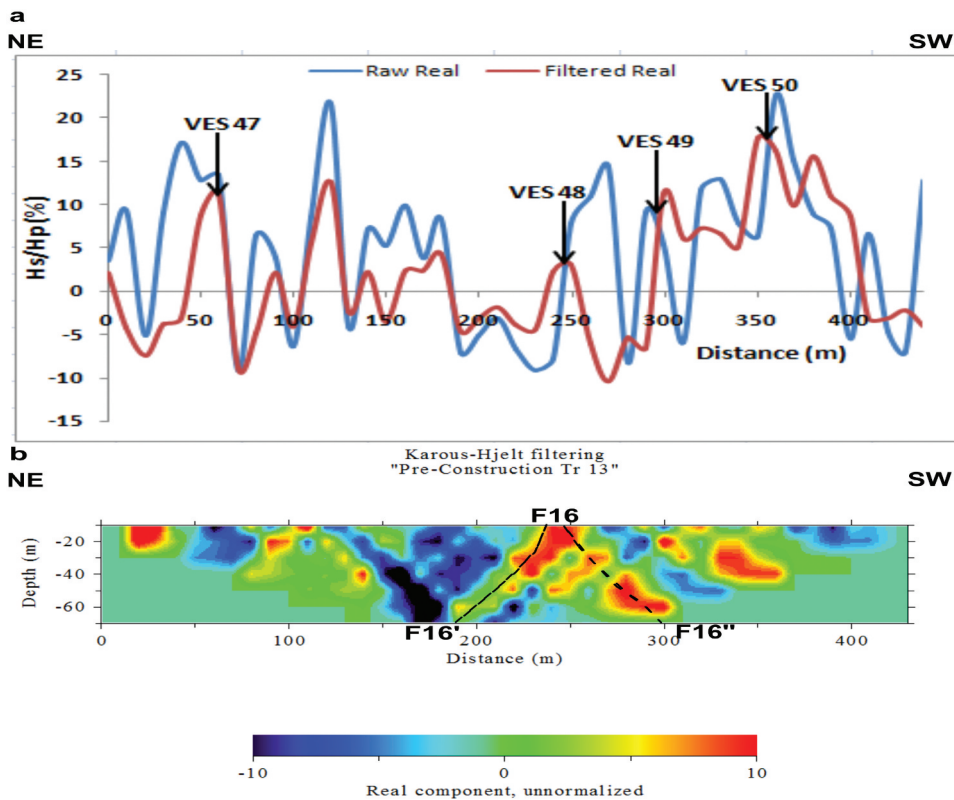 a
NE SW
Raw Real Filtered Real
25
20
15
10
5
0
-5
-10
-15
Hs/Hp(%)
VES 47
VES 48
VES 49
VES 50
0 50 100 150 200 250 300 350 400
Distance (m)
b
NE SW
Karous-Hjelt filtering
"Pre-Construction Tr 13"
F16
-20
-40
-60
Depth (m)
F16' F16"
0 100 200 300 400
Distance (m)
-10 0 10
Real component, unnormalized